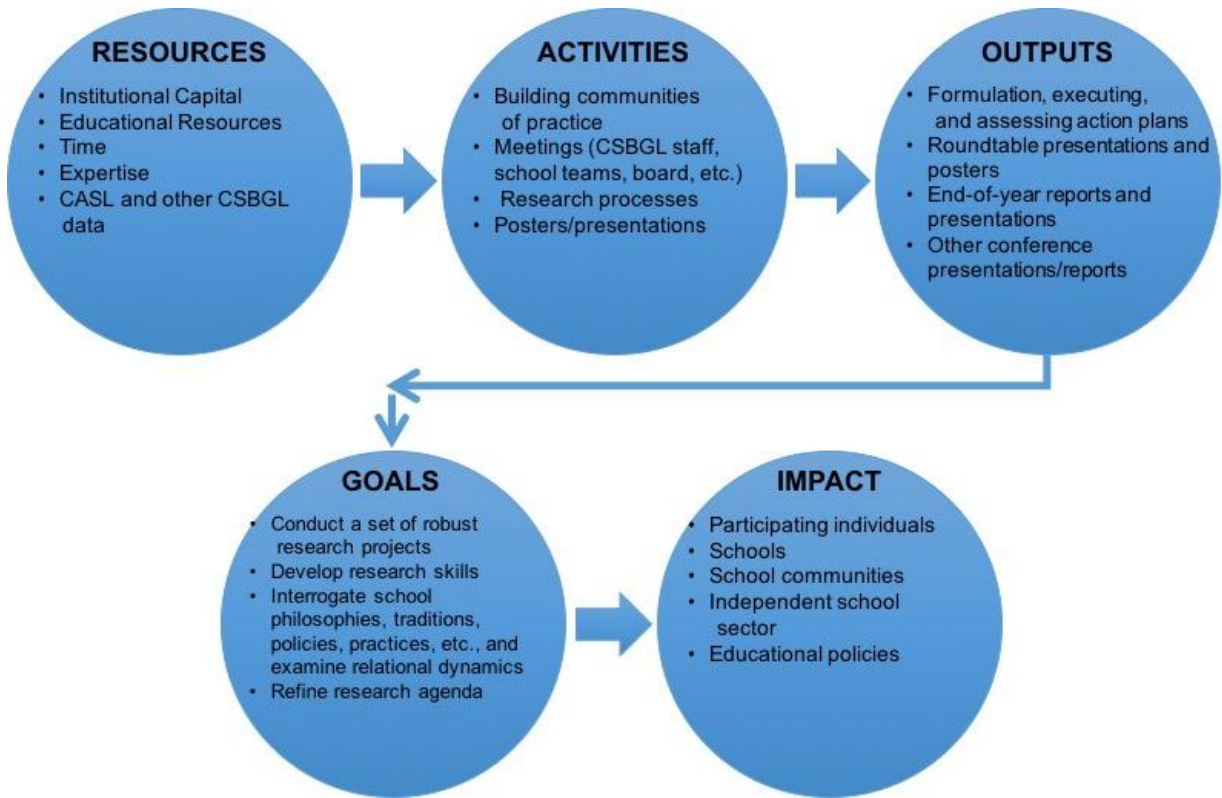 RESOURCES
• Institutional Capital
• Educational Resources
• Time
• Expertise
• CASL and other CSBGL
data
ACTIVITIES
• Building communities
of practice
• Meetings (CSBGL staff,
school teams, board, etc.)
• Research processes
• Posters/presentations
OUTPUTS
• Formulation, executing,
and assessing action plans
• Roundtable presentations and
posters
• End-of-year reports and
presentations
• Other conference
presentations/reports
GOALS
• Conduct a set of robust
research projects
• Develop research skills
• Interrogate school
philosophies, traditions,
policies, practices, etc., and
examine relational dynamics
• Refine research agenda
IMPACT
• Participating individuals
• Schools
• School communities
• Independent school
sector
• Educational policies